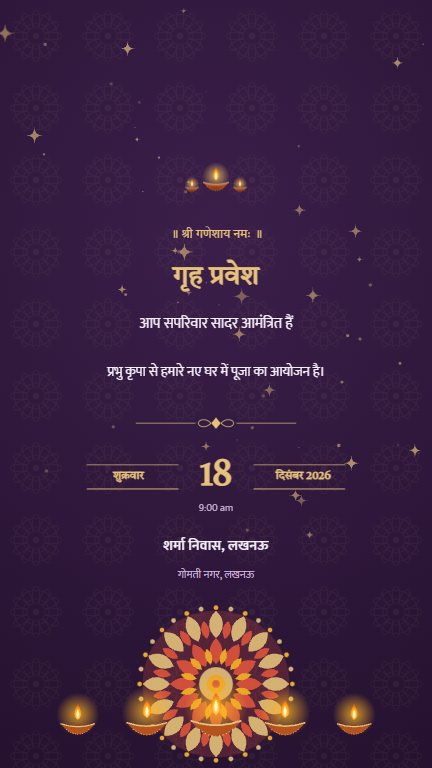 ॥ श्री गणेशाय नमः ॥
गृह प्रवेश
आप सपरिवार सादर आमंत्रित हैं
प्रभु कृपा से हमारे नए घर में पूजा का आयोजन है।
शुक्रवार 18 दिसंबर 2026
9:00 am
शर्मा निवास, लखनऊ
गोमती नगर, लखनऊ